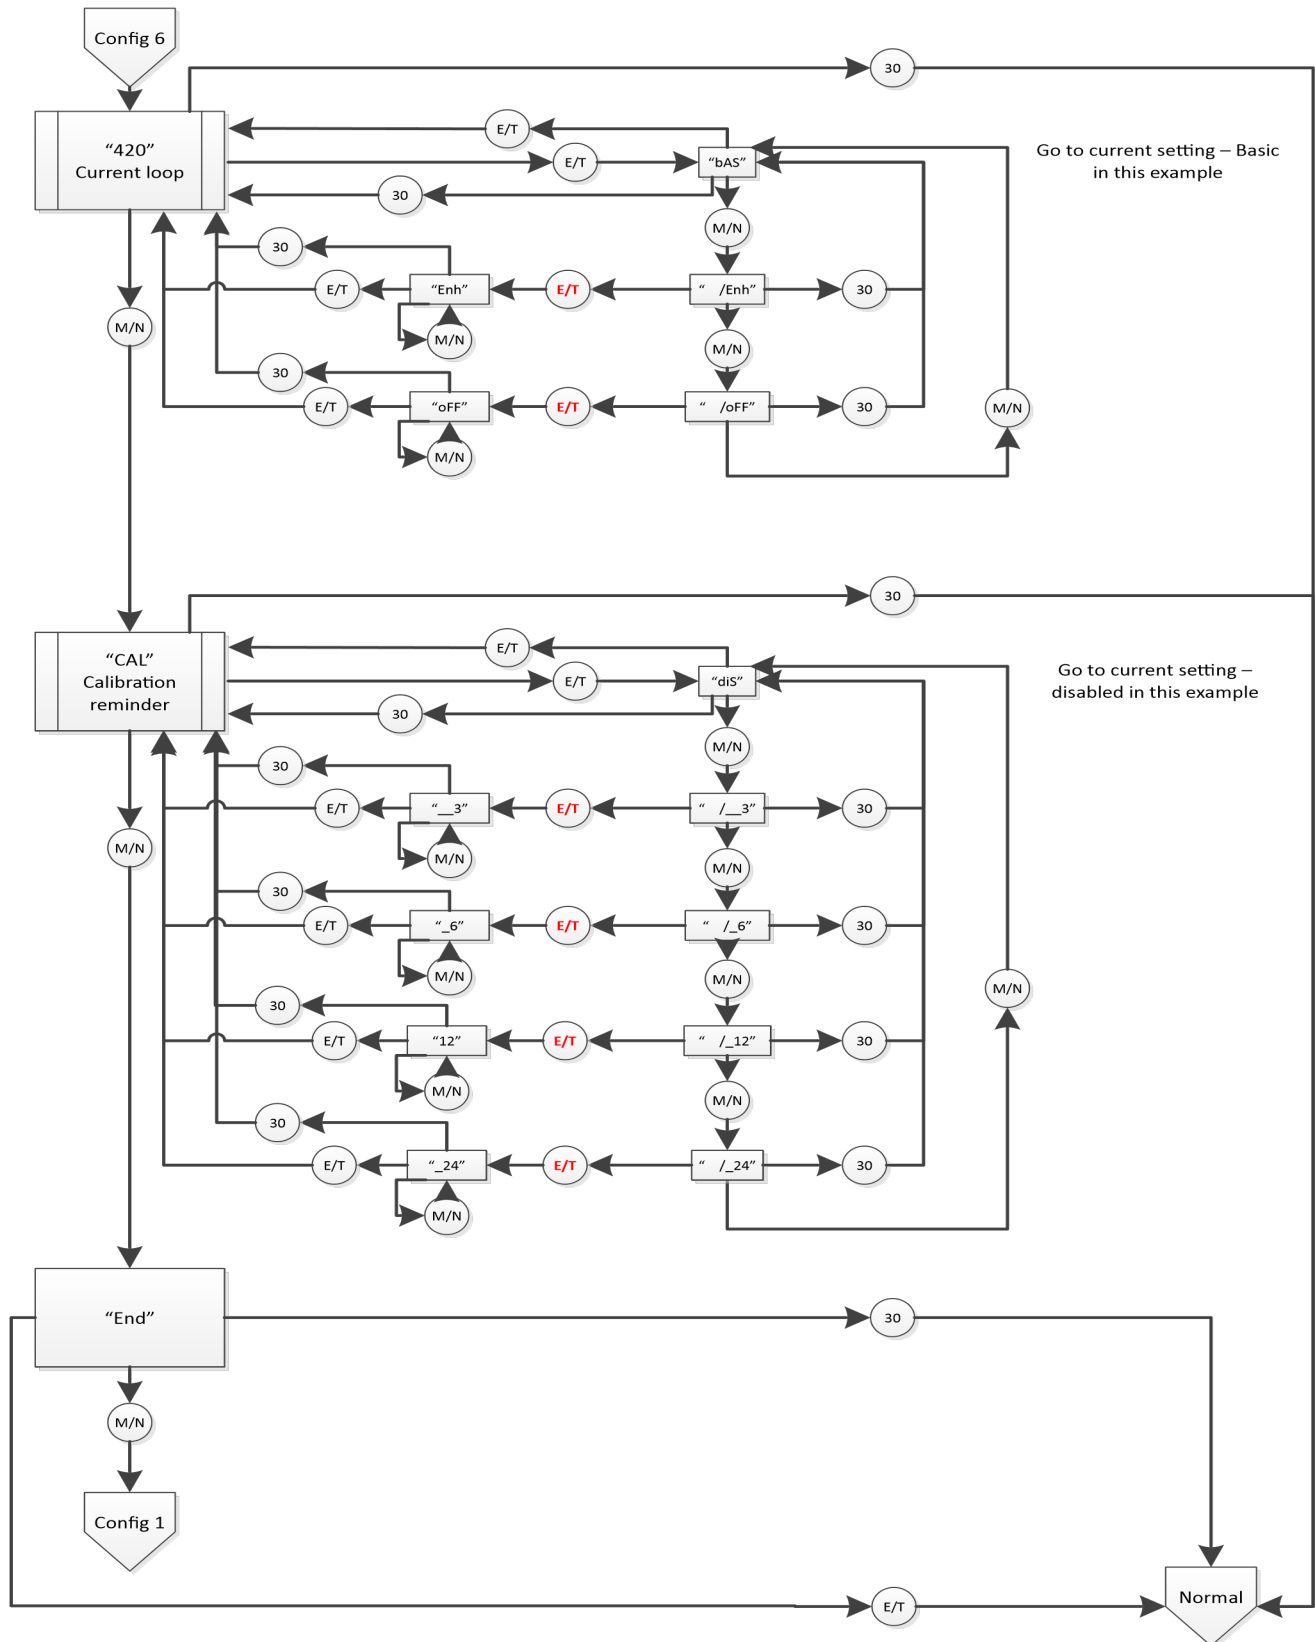 Config 6
30
“420”
Current loop
E/T
E/T
“bAS”
Go to current setting – Basic
in this example
30
M/N
30
E/T
“Enh”
E/T
“   /Enh”
30
M/N
M/N
M/N
30
E/T
“oFF”
E/T
“   /oFF”
30
M/N
M/N
30
“CAL”
Calibration
reminder
E/T
E/T
“diS”
Go to current setting –
disabled in this example
30
M/N
30
E/T
“__3”
E/T
“   /__3”
30
M/N
M/N
M/N
30
E/T
“_6”
E/T
“   /_6”
30
M/N
M/N
M/N
30
E/T
“12”
E/T
“   /_12”
30
M/N
M/N
30
E/T
“_24”
E/T
“   /_24”
30
M/N
“End”
30
M/N
Config 1
E/T
Normal